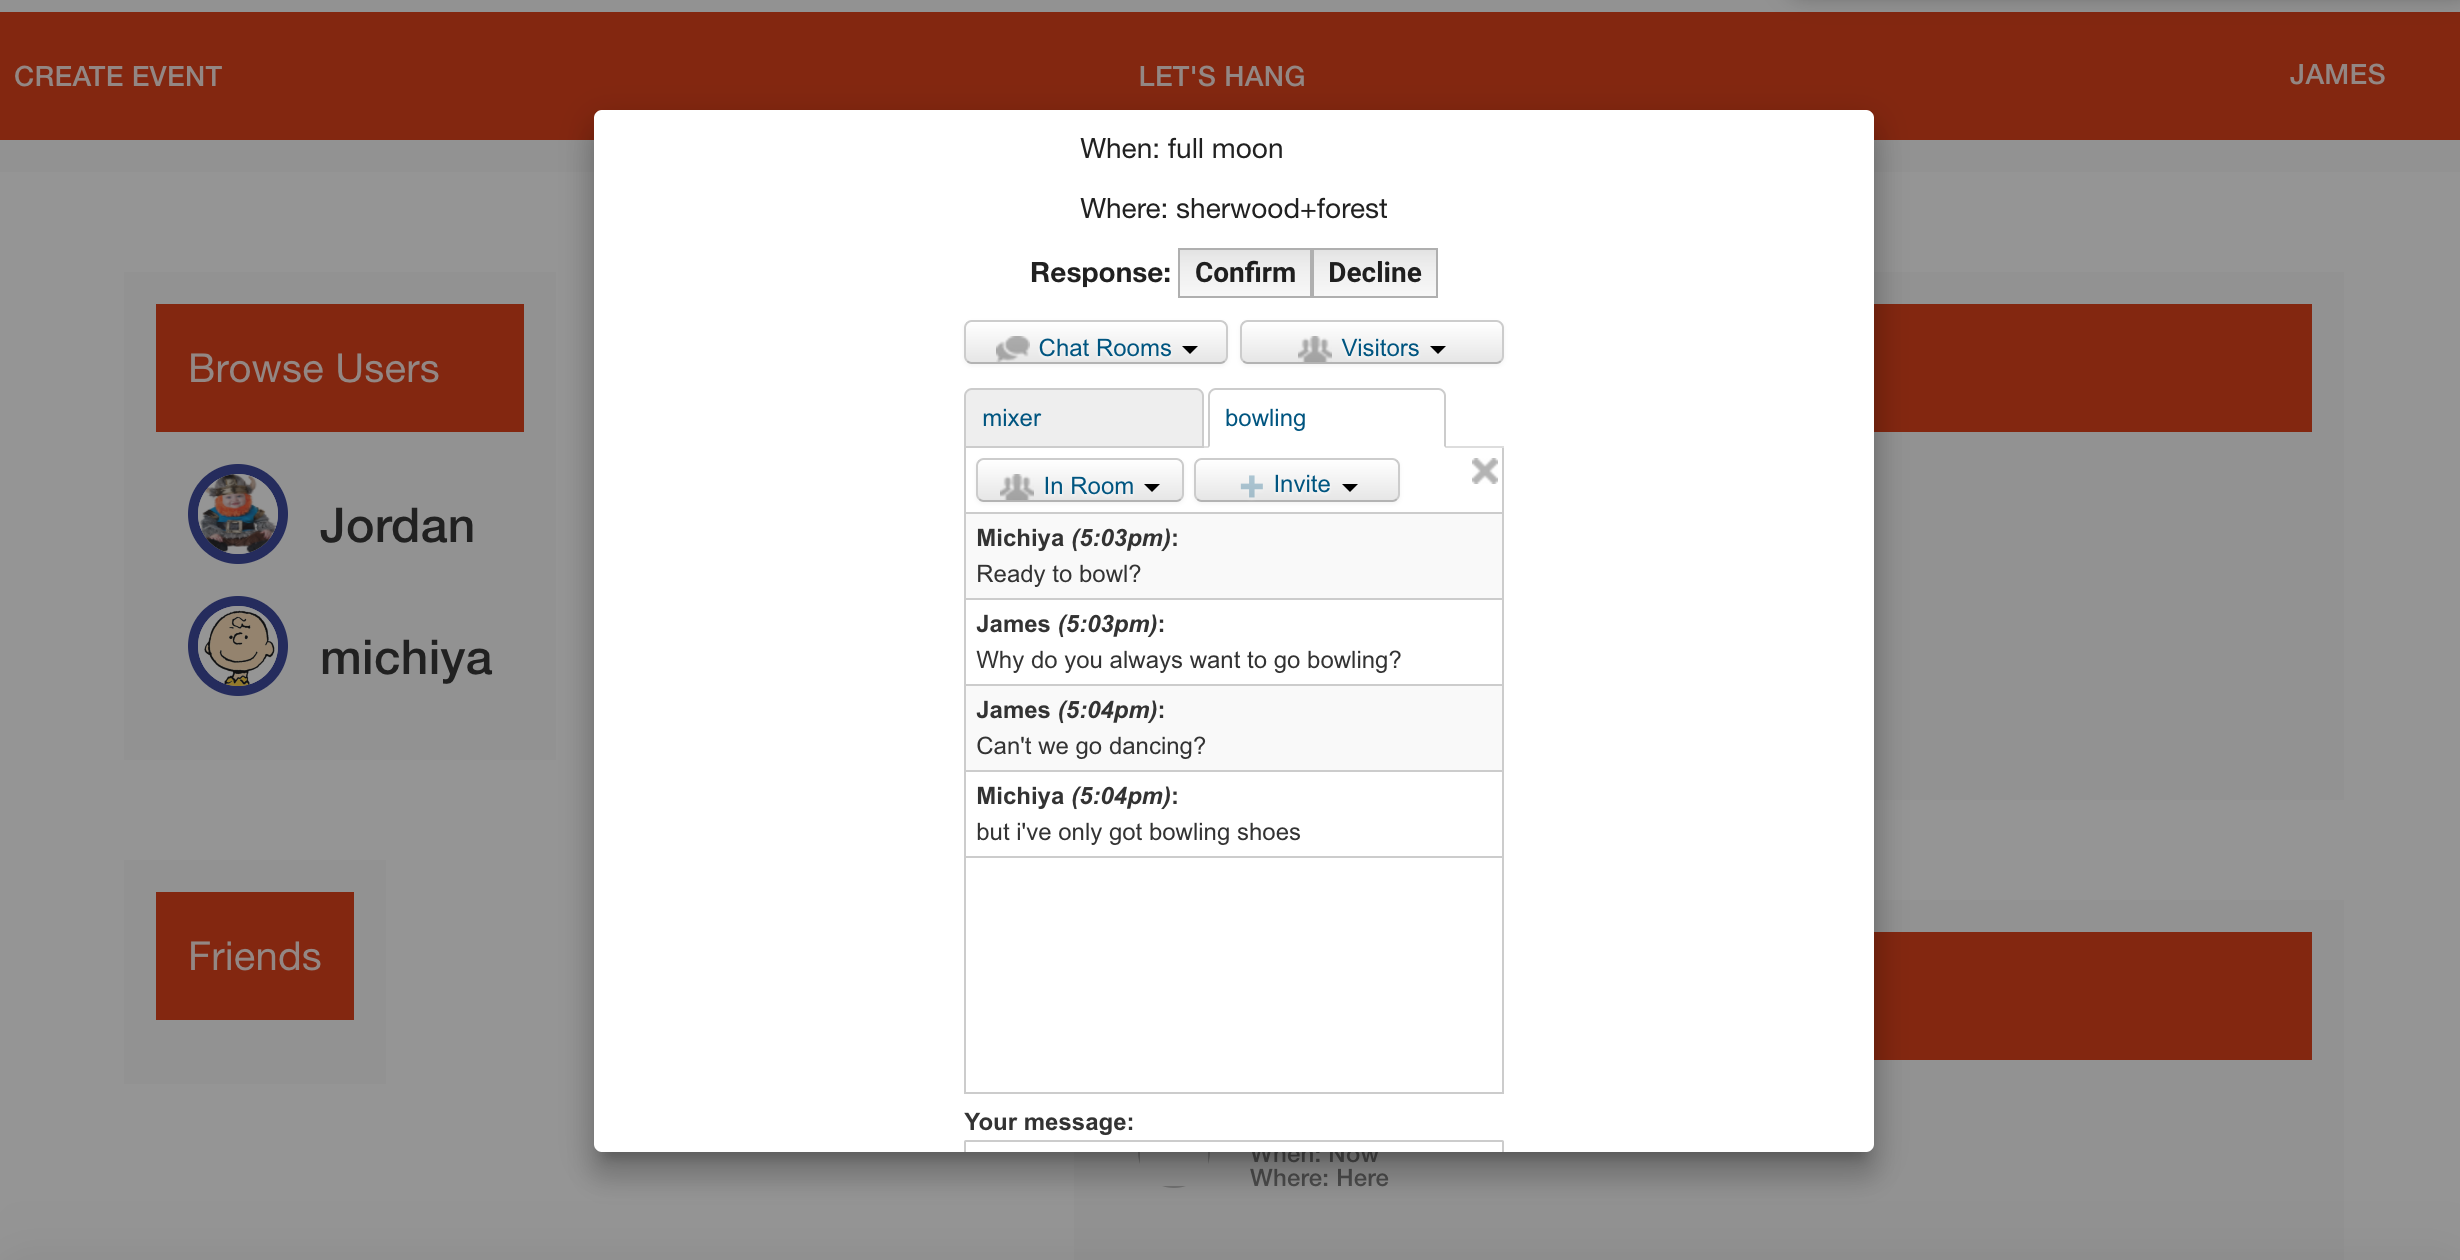 CREATE EVENT
LET'S HANG
JAMES
When: full moon
Where: sherwood+forest
Response: Confirm Decline
Chat Rooms Visitors
mixer bowling
In Room Invite
Michiya (5:03pm):
Ready to bowl?
James (5:03pm):
Why do you always want to go bowling?
James (5:04pm):
Can't we go dancing?
Michiya (5:04pm):
but i've only got bowling shoes
Your message:
Browse Users
Jordan
michiya
Friends
When: Now
Where: Here